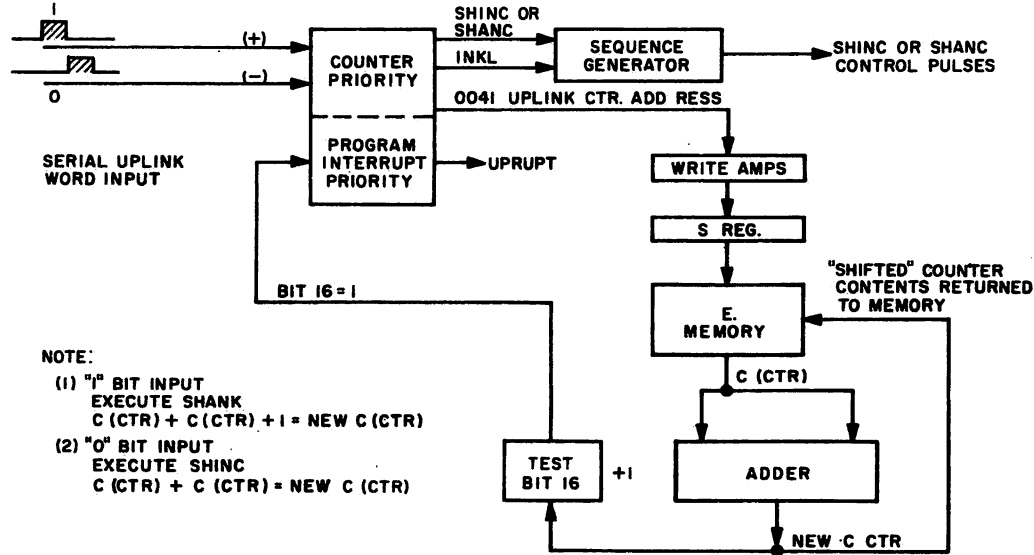 1
(+)
(-)
0
SERIAL UPLINK
WORD INPUT
COUNTER
PRIORITY
PROGRAM
INTERRUPT
PRIORITY
SHINC OR
SHANC
INKL
SEQUENCE
GENERATOR
SHINC OR SHANC
CONTROL PULSES
0041 UPLINK CTR. ADD RESS
UPRUPT
WRITE AMPS
S REG.
"SHIFTED" COUNTER
CONTENTS RETURNED
TO MEMORY
E.
MEMORY
C (CTR)
BIT 16 = 1
NOTE:
(1) "1" BIT INPUT
EXECUTE SHANK
C (CTR) + C (CTR) + 1 = NEW C (CTR)
(2) "0" BIT INPUT
EXECUTE SHINC
C (CTR) + C (CTR) = NEW C (CTR)
TEST
BIT 16
+1
ADDER
NEW C CTR